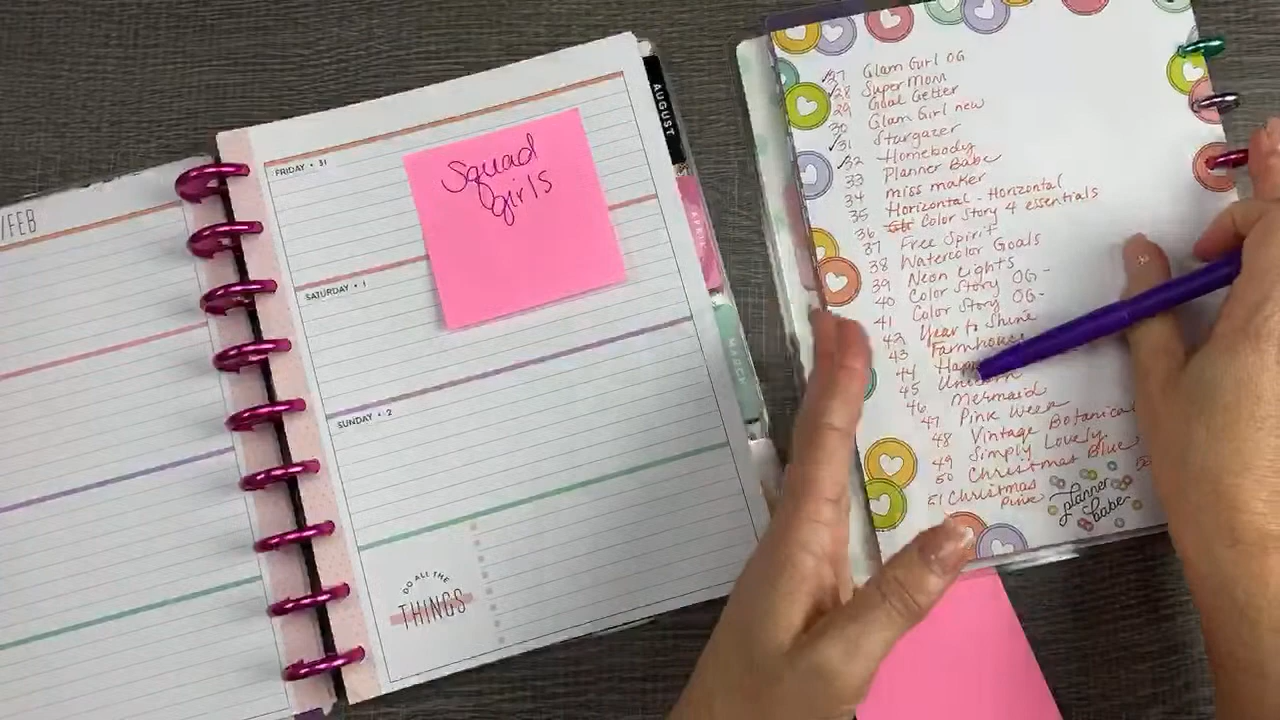 /FEB
FRIDAY • 31
SATURDAY • 1
SUNDAY • 2
DO ALL THE
THINGS
Squad
girls
AUGUST
APRIL
MARCH
27 Glam Gurl OG
28 Super Mom
29 Goal Getter
30 Glam Girl new
31 Stargazer
32 Homebody
33 Planner Babe
34 miss maker
35 Horizontal - Horizontal
36 Color Story 4 essentials
37 Free Spirit
38 Watercolor Goals
39 Neon Lights
40 Color Story OG -
41 Color Story OG -
42 Year to Shine
43 Farmhouse
44
45 Unicorn
46 Mermaid
47 Pink Week
48 Vintage Botanical
49 Simply Lovely
50 Christmas Blue
51 Christmas
Pink
planner
babe